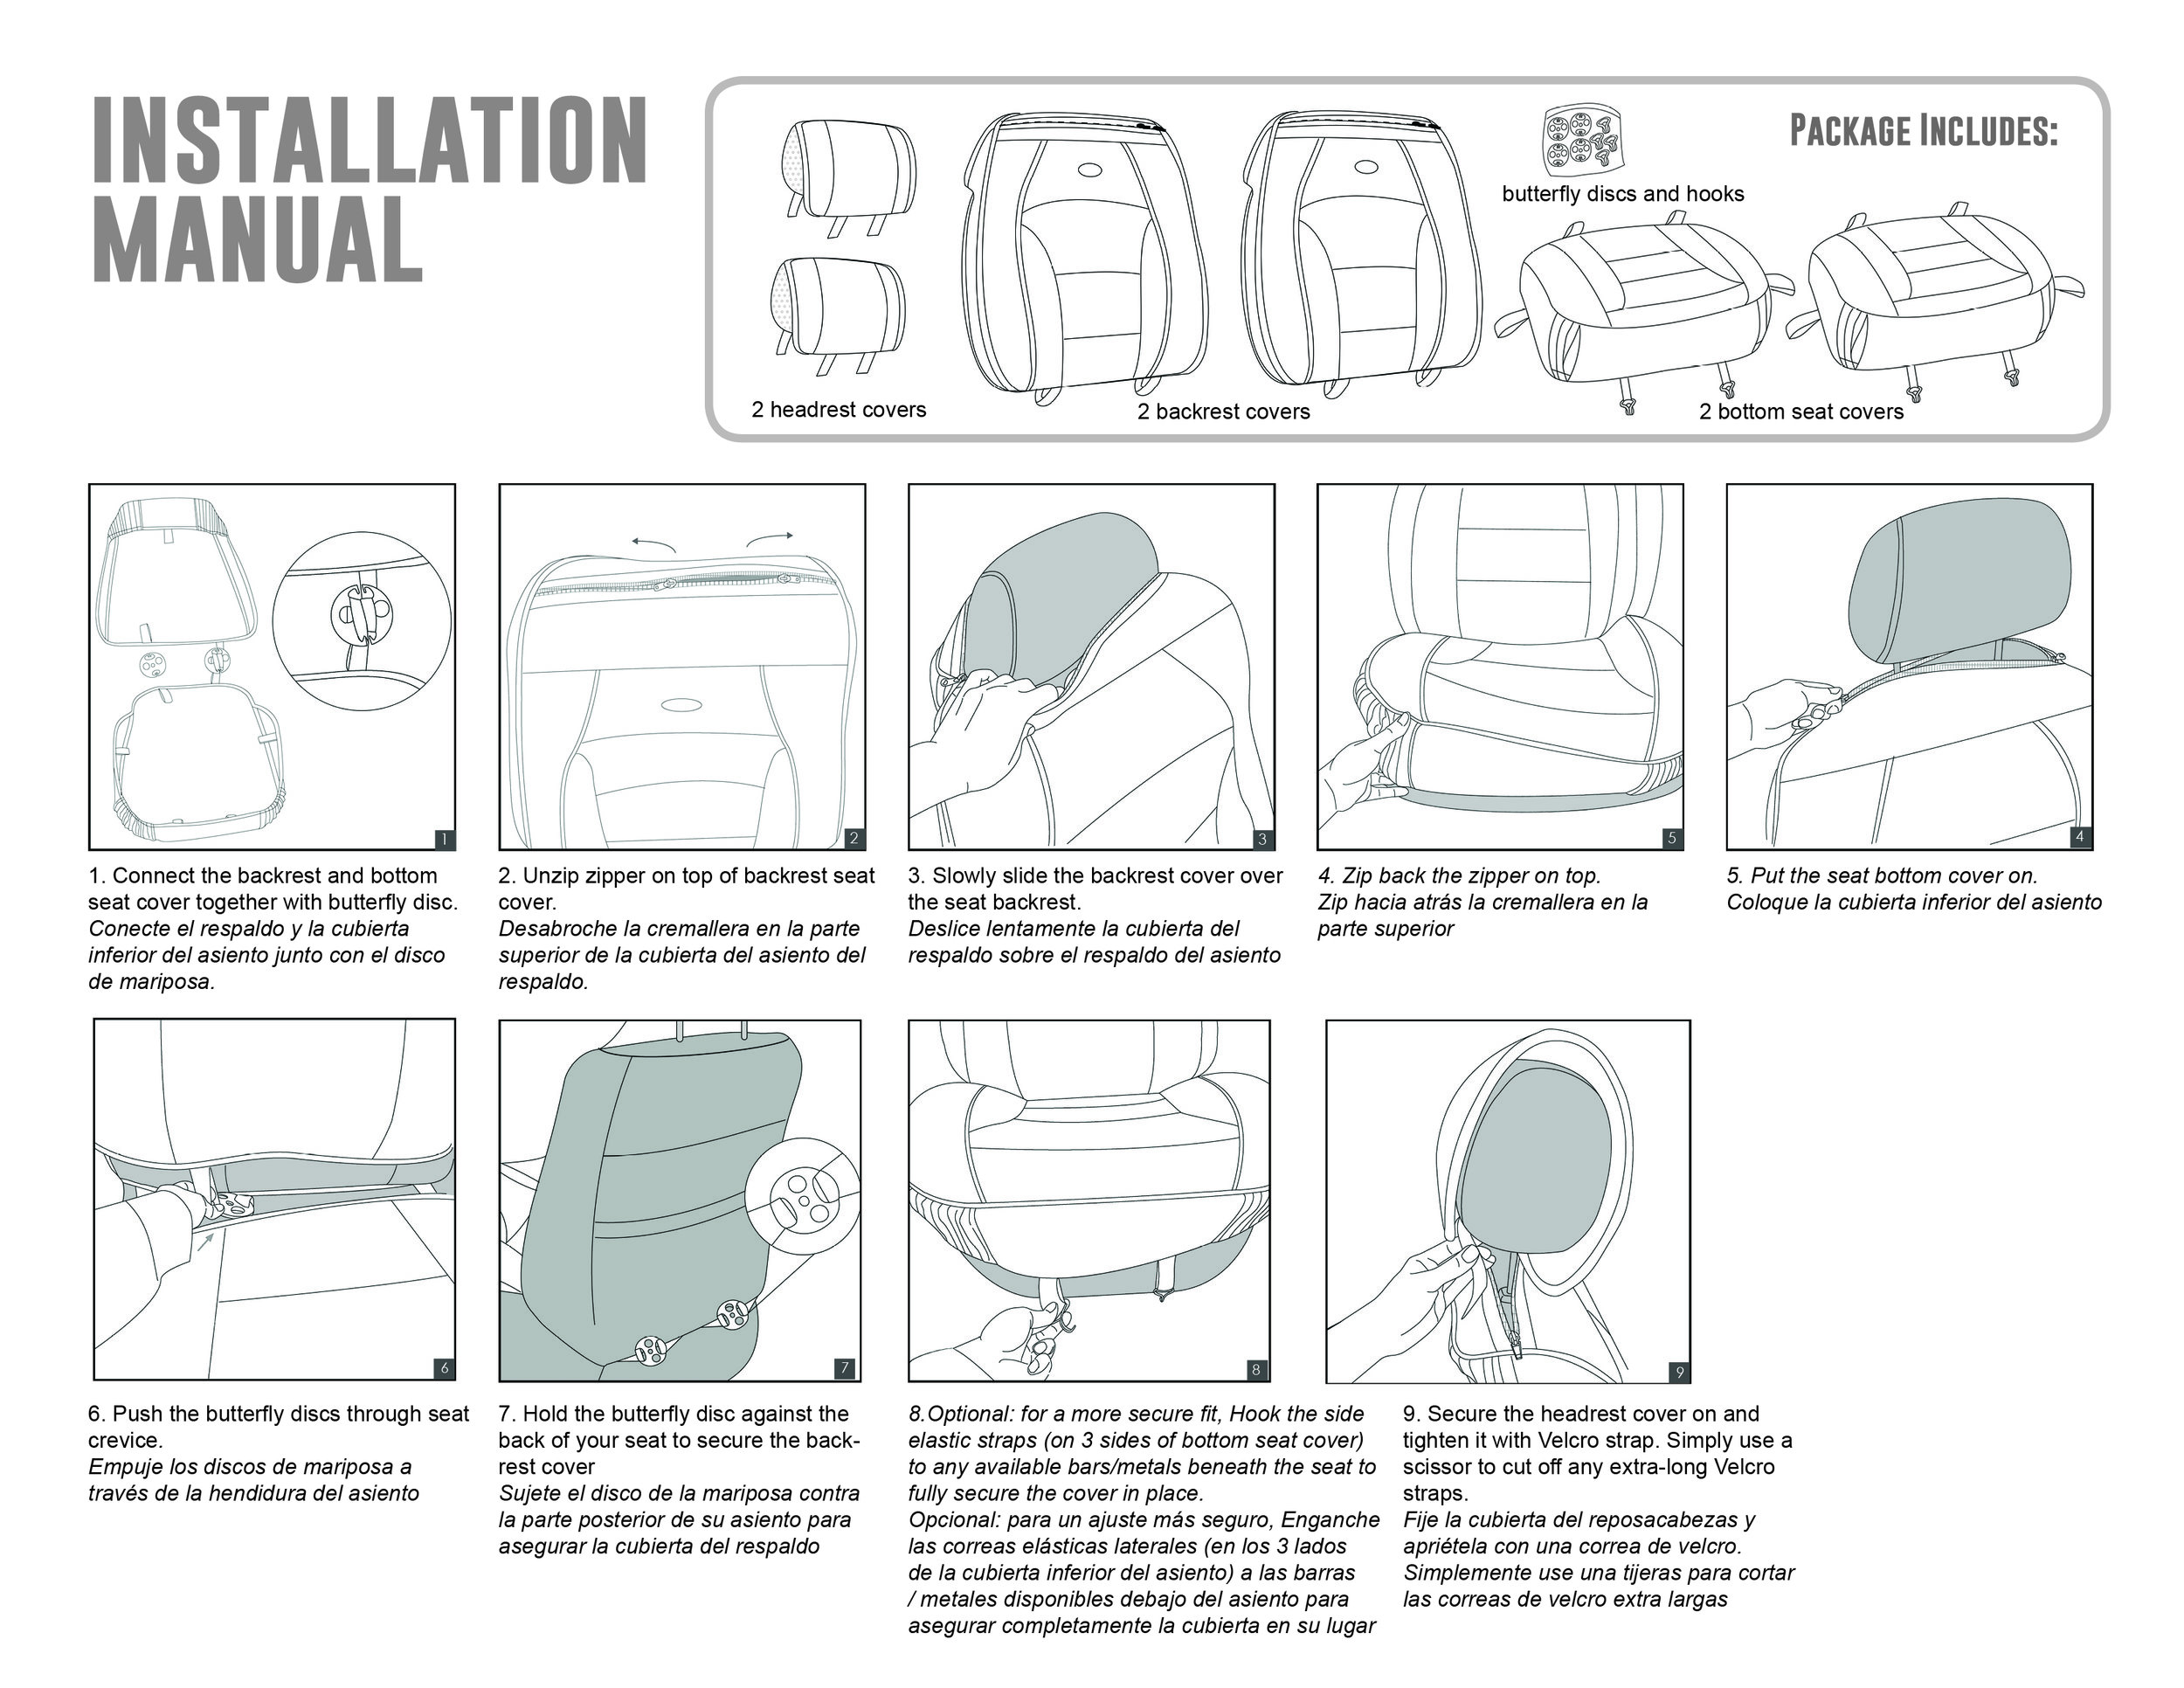 INSTALLATION
MANUAL
PACKAGE INCLUDES:
butterfly discs and hooks
2 headrest covers
2 backrest covers
2 bottom seat covers
1
2
3
5
4
1. Connect the backrest and bottom
seat cover together with butterfly disc.
Conecte el respaldo y la cubierta
inferior del asiento junto con el disco
de mariposa.
2. Unzip zipper on top of backrest seat
cover.
Desabroche la cremallera en la parte
superior de la cubierta del asiento del
respaldo.
3. Slowly slide the backrest cover over
the seat backrest.
Deslice lentamente la cubierta del
respaldo sobre el respaldo del asiento
4. Zip back the zipper on top.
Zip hacia atrás la cremallera en la
parte superior
5. Put the seat bottom cover on.
Coloque la cubierta inferior del asiento
6
7
8
9
6. Push the butterfly discs through seat
crevice.
Empuje los discos de mariposa a
través de la hendidura del asiento
7. Hold the butterfly disc against the
back of your seat to secure the back-
rest cover
Sujete el disco de la mariposa contra
la parte posterior de su asiento para
asegurar la cubierta del respaldo
8.Optional: for a more secure fit, Hook the side
elastic straps (on 3 sides of bottom seat cover)
to any available bars/metals beneath the seat to
fully secure the cover in place.
Opcional: para un ajuste más seguro, Enganche
las correas elásticas laterales (en los 3 lados
de la cubierta inferior del asiento) a las barras
/ metales disponibles debajo del asiento para
asegurar completamente la cubierta en su lugar
9. Secure the headrest cover on and
tighten it with Velcro strap. Simply use a
scissor to cut off any extra-long Velcro
straps.
Fije la cubierta del reposacabezas y
apriétela con una correa de velcro.
Simplemente use una tijeras para cortar
las correas de velcro extra largas